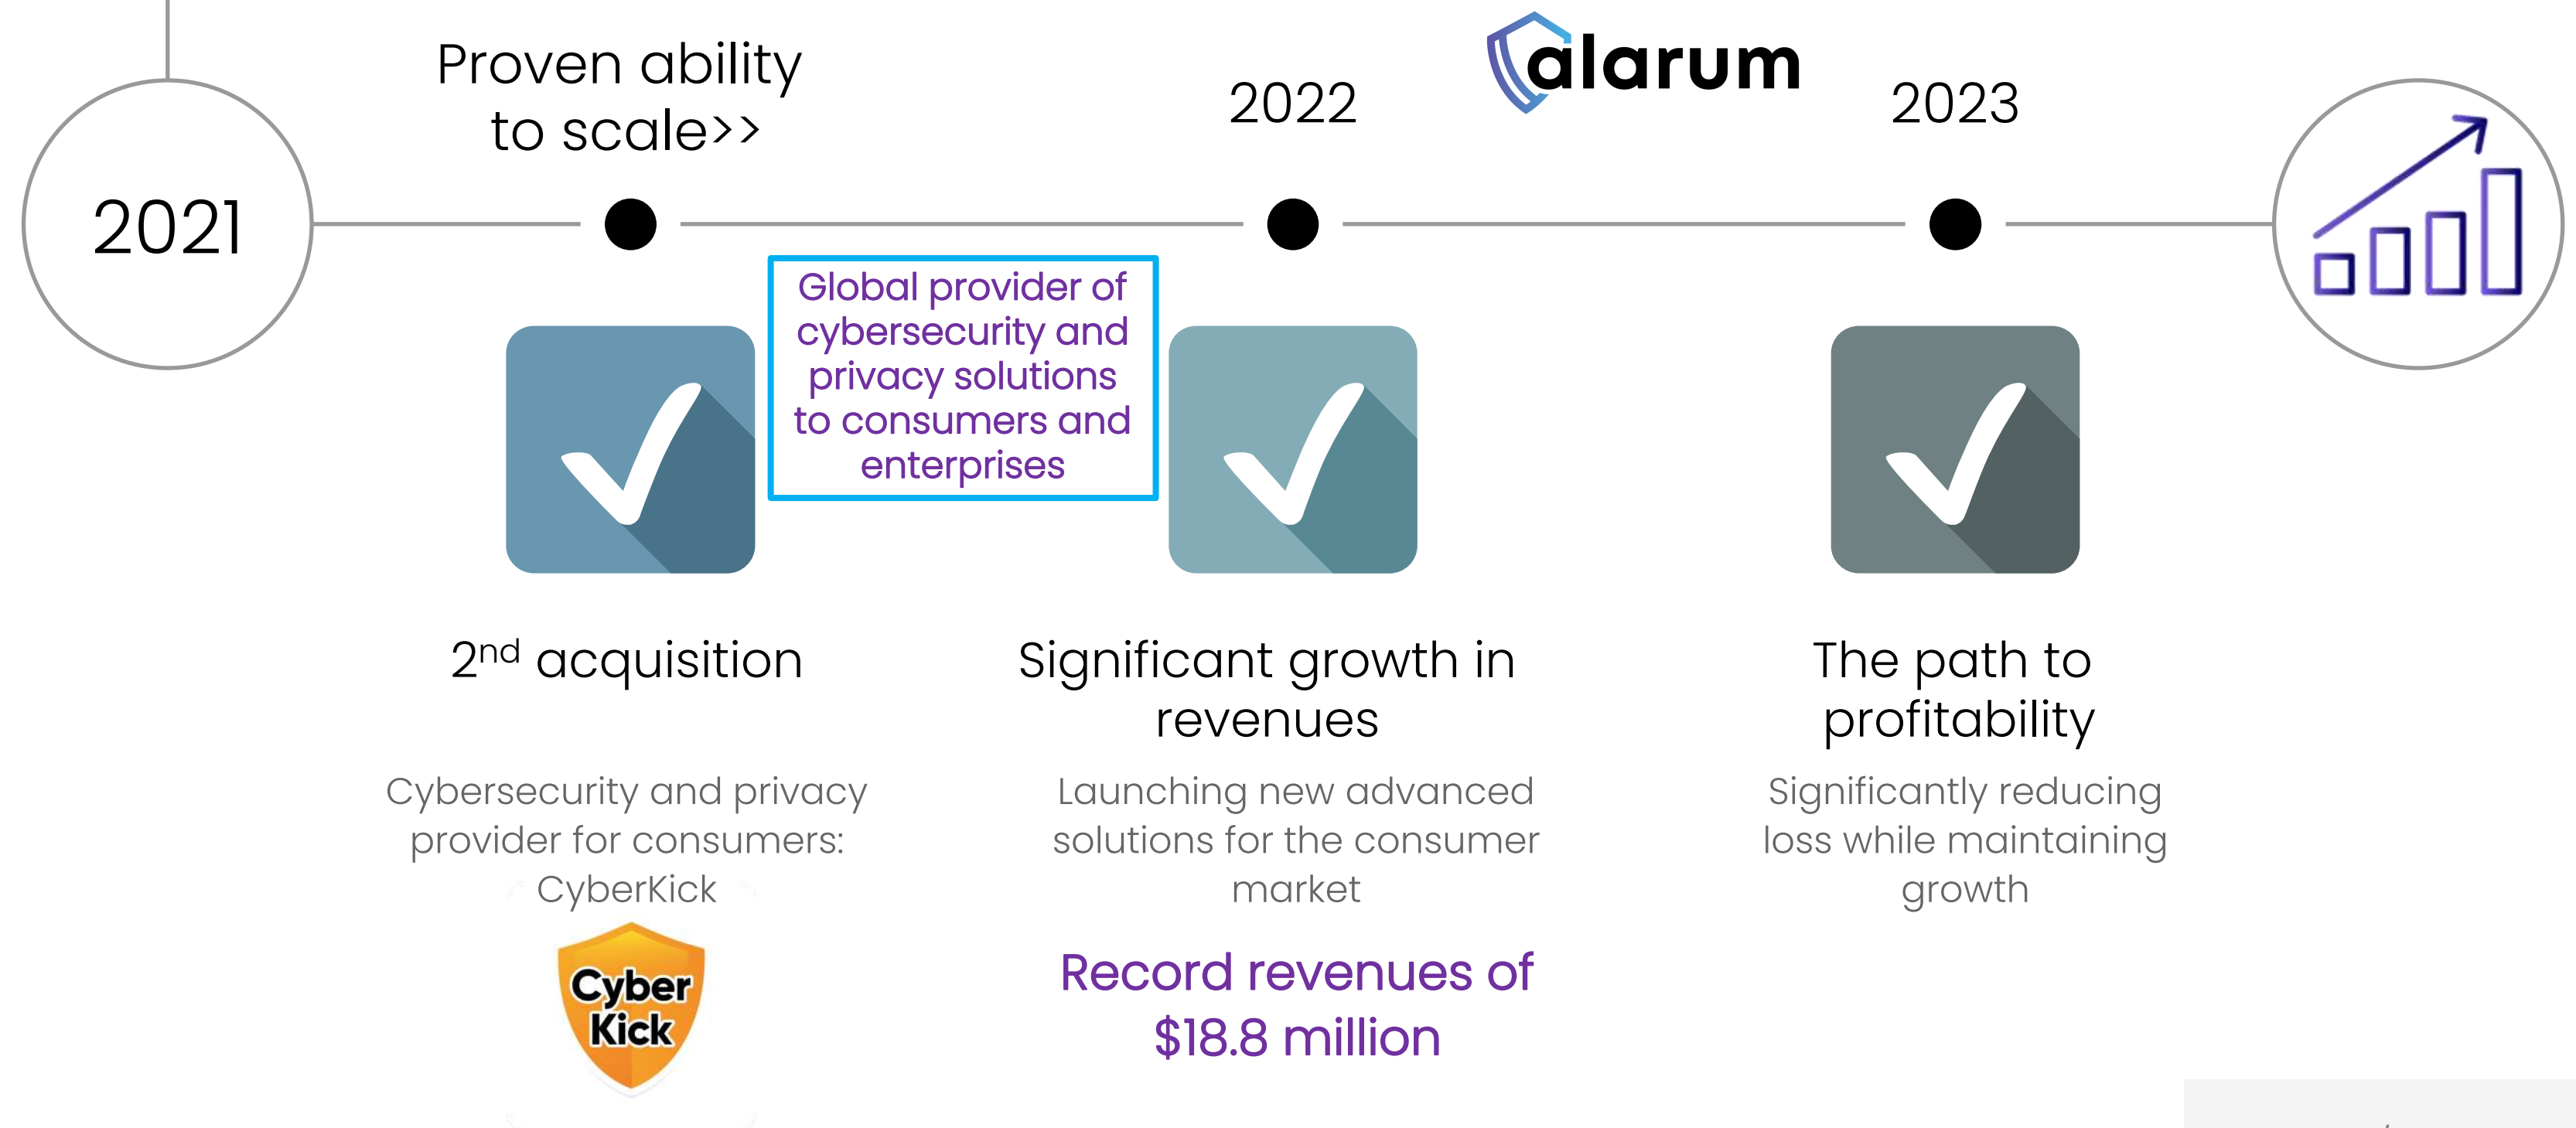 2021
Proven ability
to scale>>
2022
alarum
2023
Global provider of
cybersecurity and
privacy solutions
to consumers and
enterprises
2nd acquisition
Cybersecurity and privacy
provider for consumers:
CyberKick
Cyber
Kick
Significant growth in
revenues
Launching new advanced
solutions for the consumer
market
Record revenues of
$18.8 million
The path to
profitability
Significantly reducing
loss while maintaining
growth